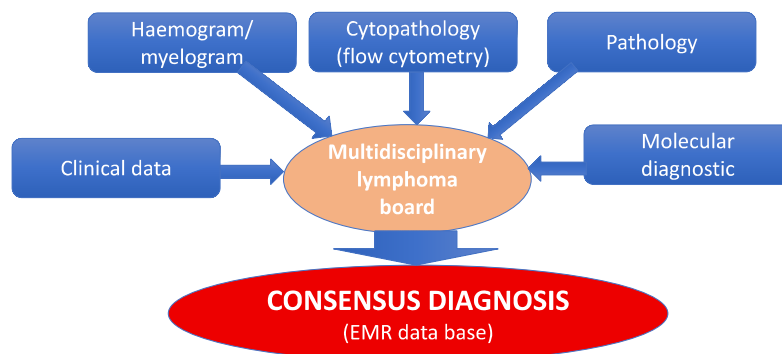 Haemogram/
myelogram
Cytopathology
(flow cytometry)
Pathology
Clinical data
Multidisciplinary
lymphoma
board
Molecular
diagnostic
CONSENSUS DIAGNOSIS
(EMR data base)